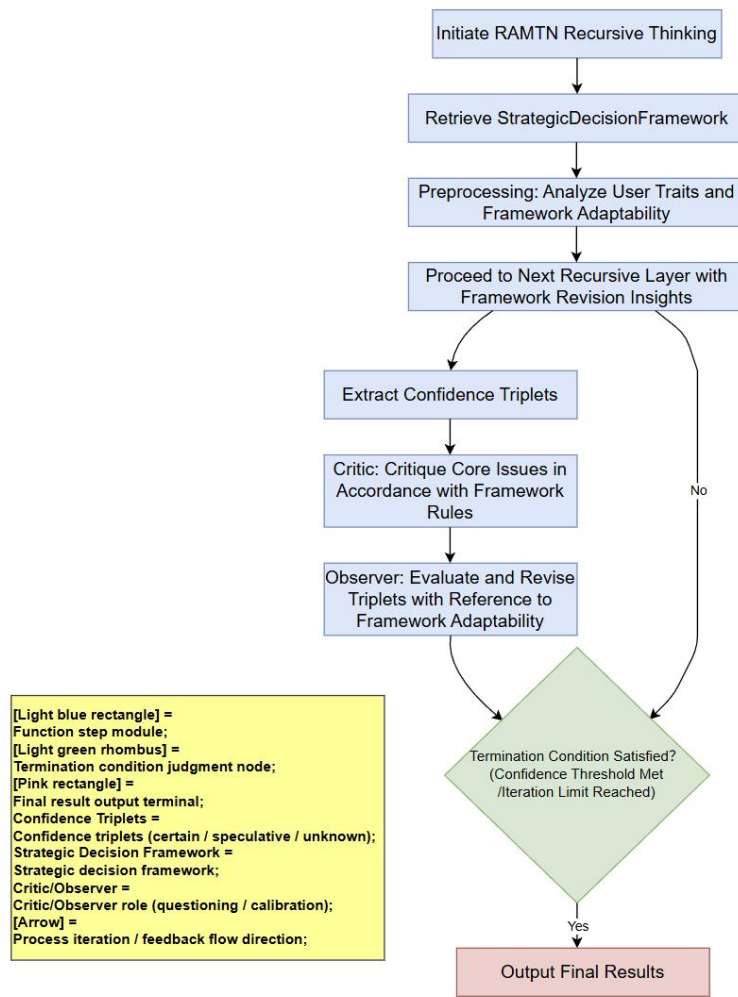 Initiate RAMTN Recursive Thinking
Retrieve StrategicDecisionFramework
Preprocessing: Analyze User Traits and
Framework Adaptability
Proceed to Next Recursive Layer with
Framework Revision Insights
Extract Confidence Triplets
Critic: Critique Core Issues in
Accordance with Framework
Rules
No
Observer: Evaluate and Revise
Triplets with Reference to
Framework Adaptability
Termination Condition Satisfied?
(Confidence Threshold Met
/Iteration Limit Reached)
Yes
Output Final Results
[Light blue rectangle] =
Function step module;
[Light green rhombus] =
Termination condition judgment node;
[Pink rectangle] =
Final result output terminal;
Confidence Triplets =
Confidence triplets (certain / speculative / unknown);
Strategic Decision Framework =
Strategic decision framework;
Critic/Observer =
Critic/Observer role (questioning / calibration);
[Arrow] =
Process iteration / feedback flow direction;